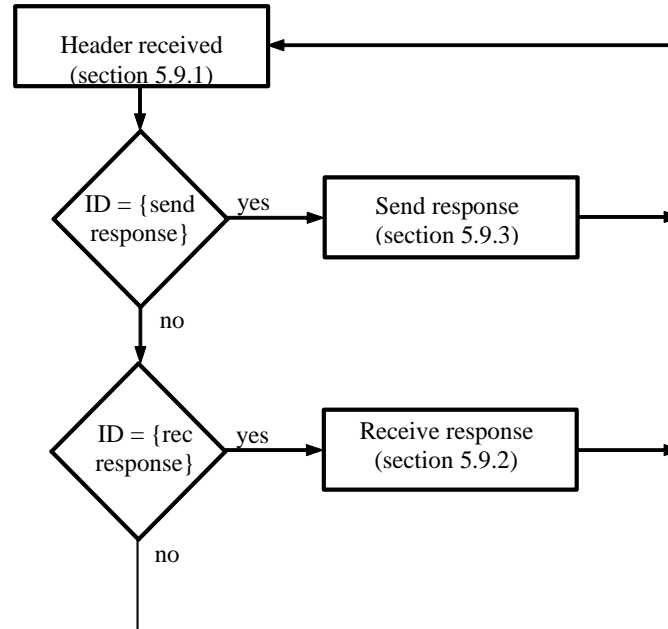 Header received
(section 5.9.1)
ID = {send
response}
yes
Send response
(section 5.9.3)
no
ID = {rec
response}
yes
Receive response
(section 5.9.2)
no